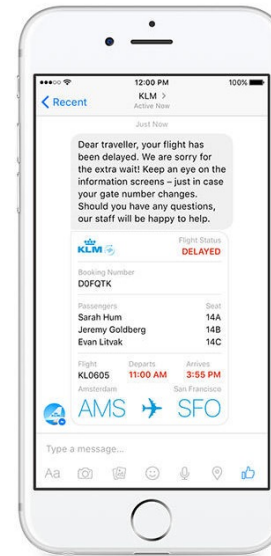 12:00 PM
100%
Recent
KLM >
Active Now
Just Now
Dear traveller, your flight has
been delayed. We are sorry for
the extra wait! Keep an eye on the
information screens – just in case
your gate number changes.
Should you have any questions,
our staff will be happy to help.
KLM
Flight Status
DELAYED
Booking Number
D0FQTK
Passengers Seat
Sarah Hum 14A
Jeremy Goldberg 14B
Evan Litvak 14C
Flight Departs Arrives
KL0605 11:00 AM 3:55 PM
Amsterdam San Francisco
AMS SFO
Type a message...
Aa